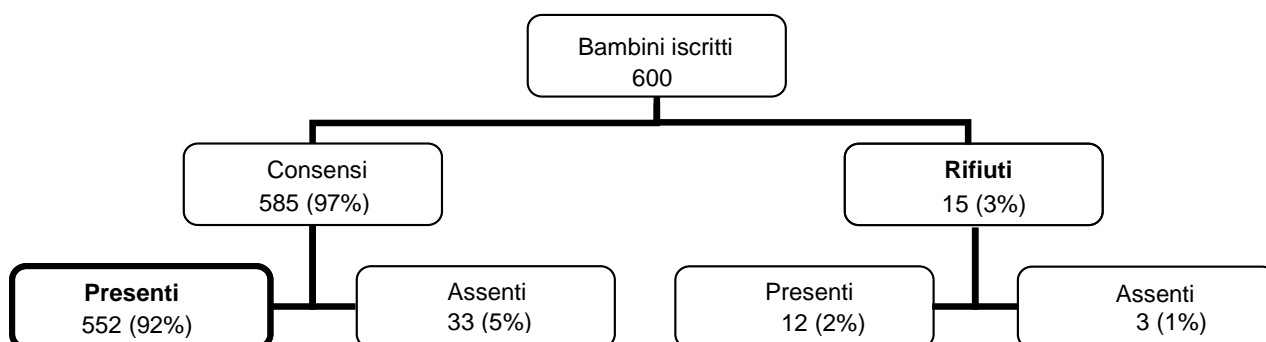 Bambini iscritti
600
Consensi
585 (97%)
Rifiuti
15 (3%)
Presenti
552 (92%)
Assenti
33 (5%)
Presenti
12 (2%)
Assenti
3 (1%)